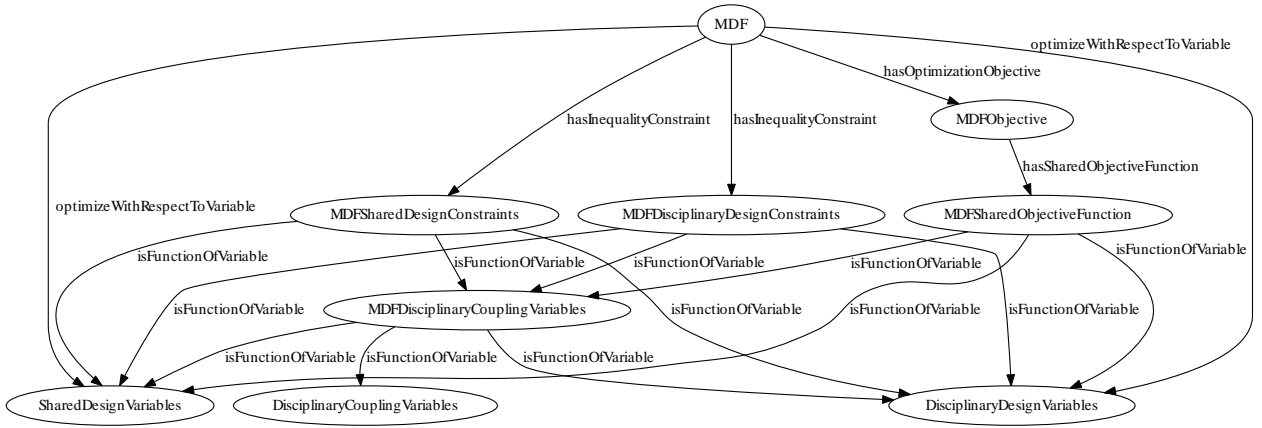 MDF
optimizeWithRespectToVariable
hasOptimizationObjective
hasInequalityConstraint
hasInequalityConstraint
MDFObjective
hasSharedObjectiveFunction
optimizeWithRespectToVariable
MDFSharedDesignConstraints
MDFDisciplinaryDesignConstraints
MDFSharedObjectiveFunction
isFunctionOfVariable
isFunctionOfVariable
isFunctionOfVariable
isFunctionOfVariable
isFunctionOfVariable
isFunctionOfVariable
MDFDisciplinaryCouplingVariables
isFunctionOfVariable
isFunctionOfVariable
isFunctionOfVariable
isFunctionOfVariable
isFunctionOfVariable
isFunctionOfVariable
SharedDesignVariables
DisciplinaryCouplingVariables
DisciplinaryDesignVariables